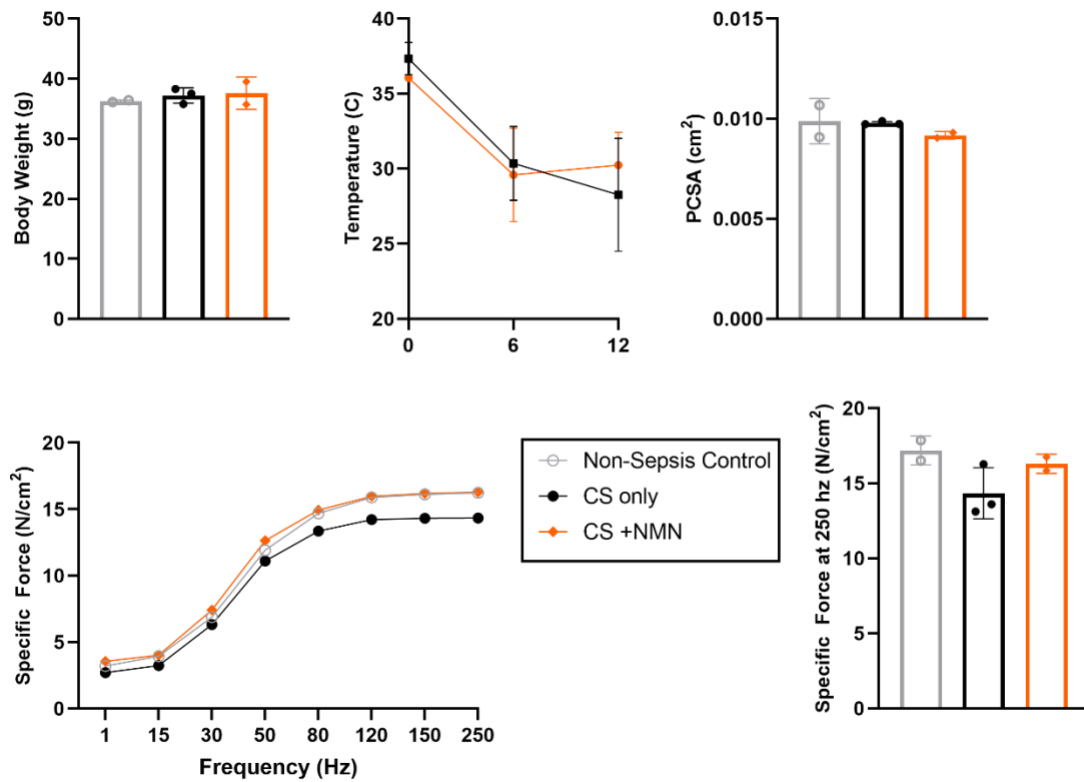 Body Weight (g)
50
40
30
20
10
0
Temperature (C)
40
35
30
25
20
0 6 12
PCSA (cm²)
0.015
0.010
0.005
0.000
Specific Force (N/cm²)
20
15
10
5
0
1 15 30 50 80 120 150 250
Frequency (Hz)
Non-Sepsis Control
CS only
CS +NMN
Specific Force at 250 hz (N/cm²)
20
15
10
5
0